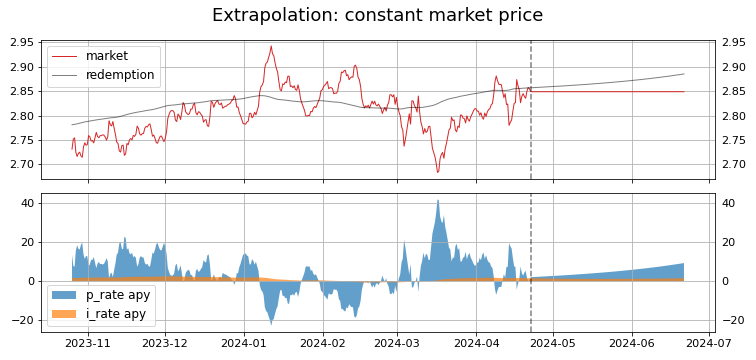 Extrapolation: constant market price
2.95 2.95
market
2.90 2.90
redemption
2.85 2.85
2.80 2.80
2.75 2.75
2.70 2.70
40 40
20 20
0 0
p_rate apy
i_rate apy
−20 −20
2023-11 2023-12 2024-01 2024-02 2024-03 2024-04 2024-05 2024-06 2024-07